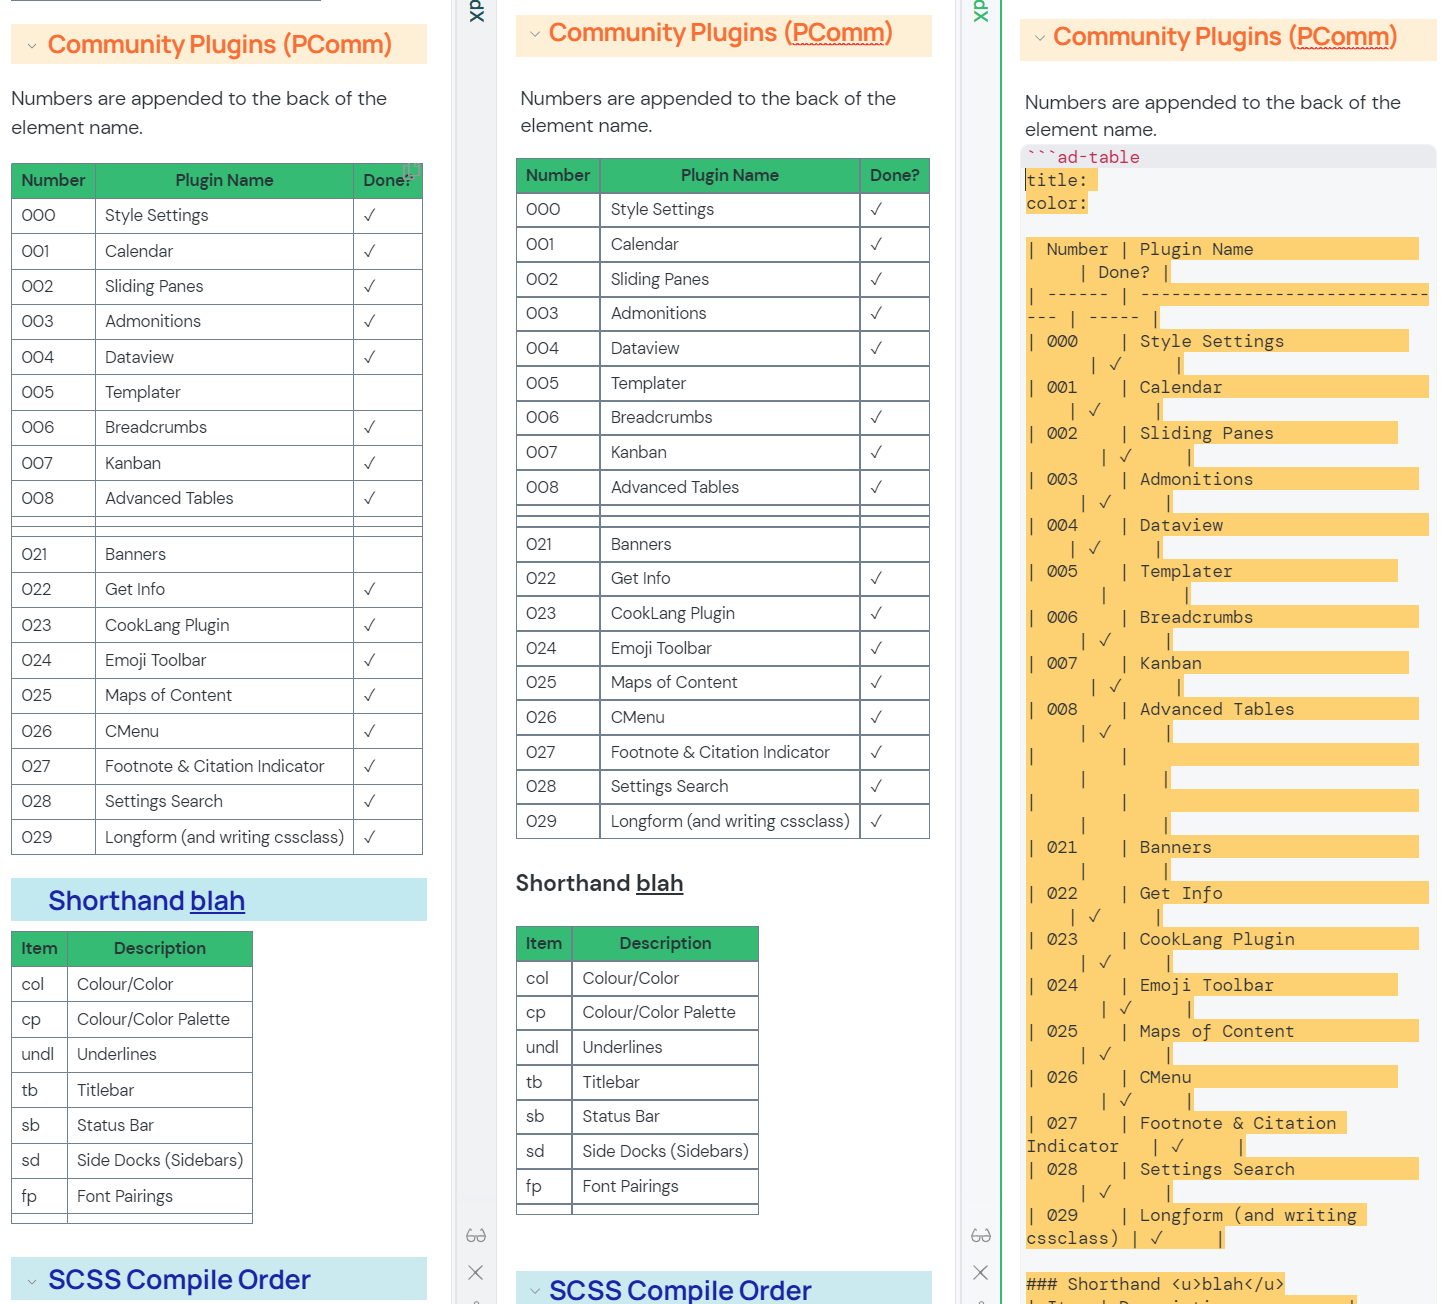 Community Plugins (PComm)
Numbers are appended to the back of the
element name.
Number Plugin Name Done?
000 Style Settings ✓
001 Calendar ✓
002 Sliding Panes ✓
003 Admonitions ✓
004 Dataview ✓
005 Templater
006 Breadcrumbs ✓
007 Kanban ✓
008 Advanced Tables ✓
021 Banners
022 Get Info ✓
023 CookLang Plugin ✓
024 Emoji Toolbar ✓
025 Maps of Content ✓
026 CMenu ✓
027 Footnote & Citation Indicator ✓
028 Settings Search ✓
029 Longform (and writing cssclass) ✓
Shorthand blah
Item Description
col Colour/Color
cp Colour/Color Palette
undl Underlines
tb Titlebar
sb Status Bar
sd Side Docks (Sidebars)
fp Font Pairings
SCSS Compile Order
XP
Community Plugins (PComm)
Numbers are appended to the back of the
element name.
Number Plugin Name Done?
000 Style Settings ✓
001 Calendar ✓
002 Sliding Panes ✓
003 Admonitions ✓
004 Dataview ✓
005 Templater
006 Breadcrumbs ✓
007 Kanban ✓
008 Advanced Tables ✓
021 Banners
022 Get Info ✓
023 CookLang Plugin ✓
024 Emoji Toolbar ✓
025 Maps of Content ✓
026 CMenu ✓
027 Footnote & Citation Indicator ✓
028 Settings Search ✓
029 Longform (and writing cssclass) ✓
Shorthand blah
Item Description
col Colour/Color
cp Colour/Color Palette
undl Underlines
tb Titlebar
sb Status Bar
sd Side Docks (Sidebars)
fp Font Pairings
SCSS Compile Order
XP
Community Plugins (PComm)
Numbers are appended to the back of the
element name.
```ad-table
title:
color:
| Number | Plugin Name
| Done? |
| ------ | ----------------------------
--- | ----- |
| 000 | Style Settings
| ✓ |
| 001 | Calendar
| ✓ |
| 002 | Sliding Panes
| ✓ |
| 003 | Admonitions
| ✓ |
| 004 | Dataview
| ✓ |
| 005 | Templater
| |
| 006 | Breadcrumbs
| ✓ |
| 007 | Kanban
| ✓ |
| 008 | Advanced Tables
| ✓ |
| |
| |
| |
| |
| 021 | Banners
| |
| 022 | Get Info
| ✓ |
| 023 | CookLang Plugin
| ✓ |
| 024 | Emoji Toolbar
| ✓ |
| 025 | Maps of Content
| ✓ |
| 026 | CMenu
| ✓ |
| 027 | Footnote & Citation
Indicator | ✓ |
| 028 | Settings Search
| ✓ |
| 029 | Longform (and writing
cssclass) | ✓ |
### Shorthand <u>blah</u>